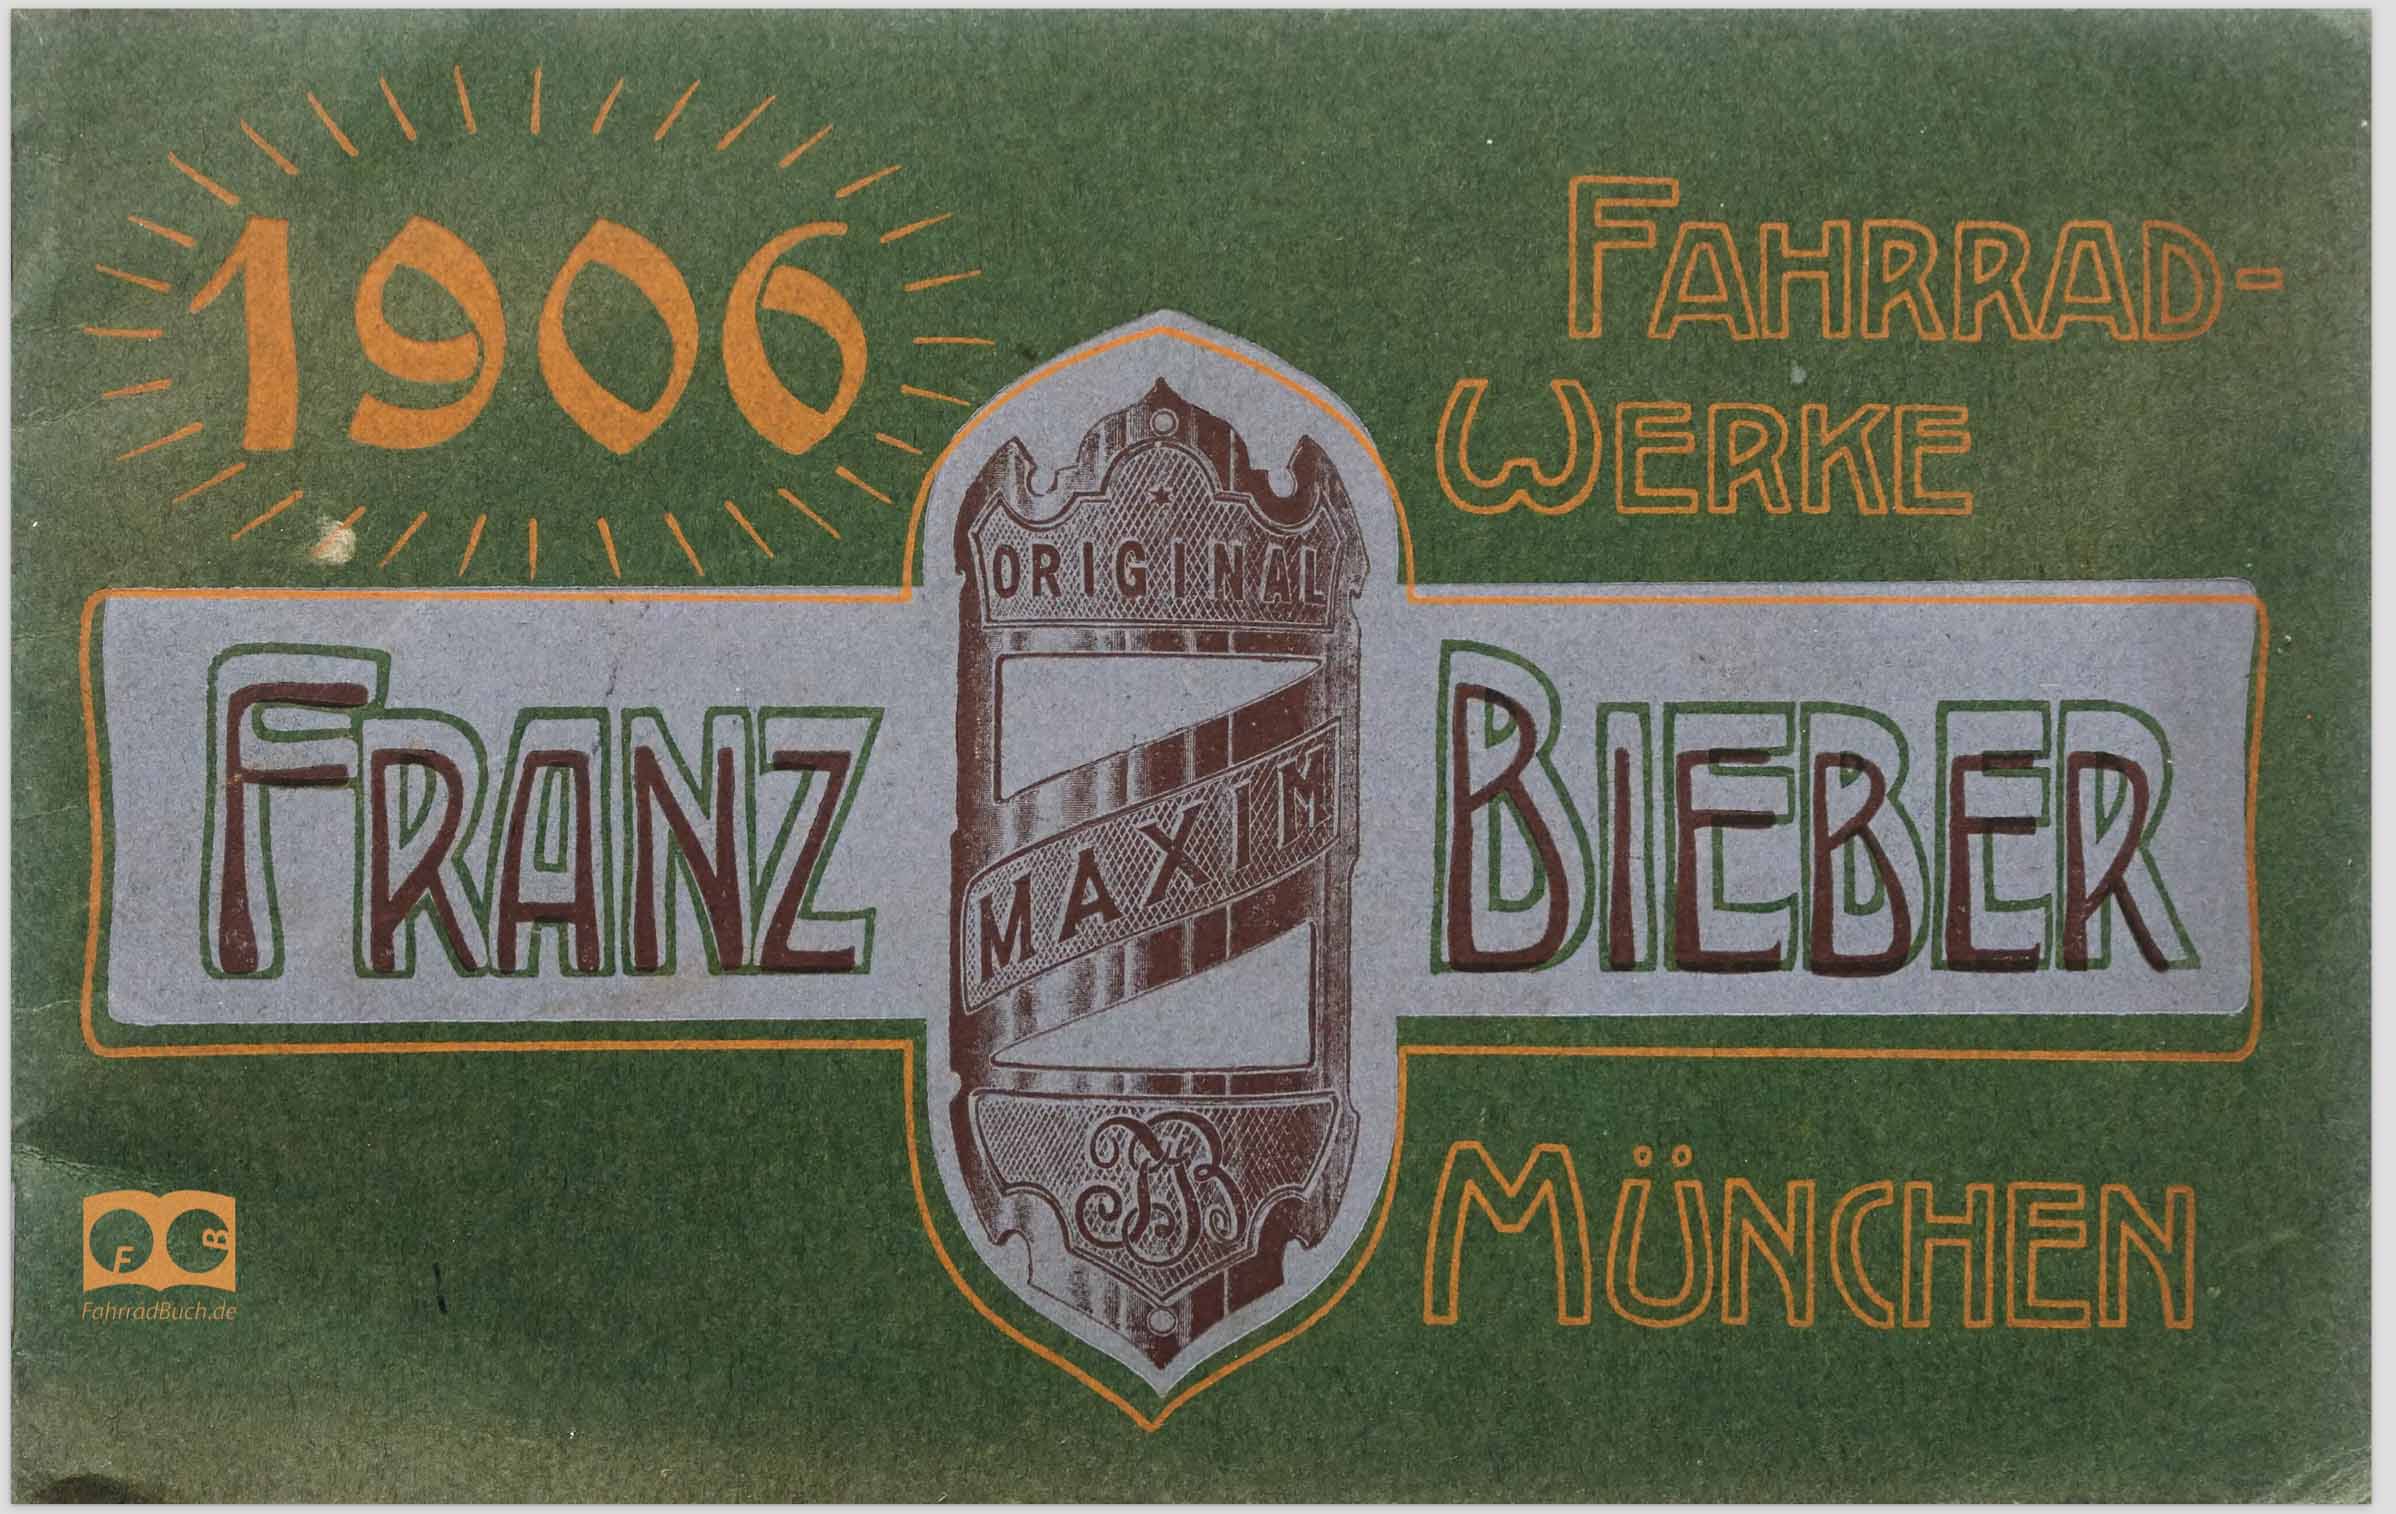 1906
FAHRRAD-
WERKE
FRANZ BIEBER
ORIGINAL
MAXIM
FB
MÜNCHEN
F B
FahrradBuch.de